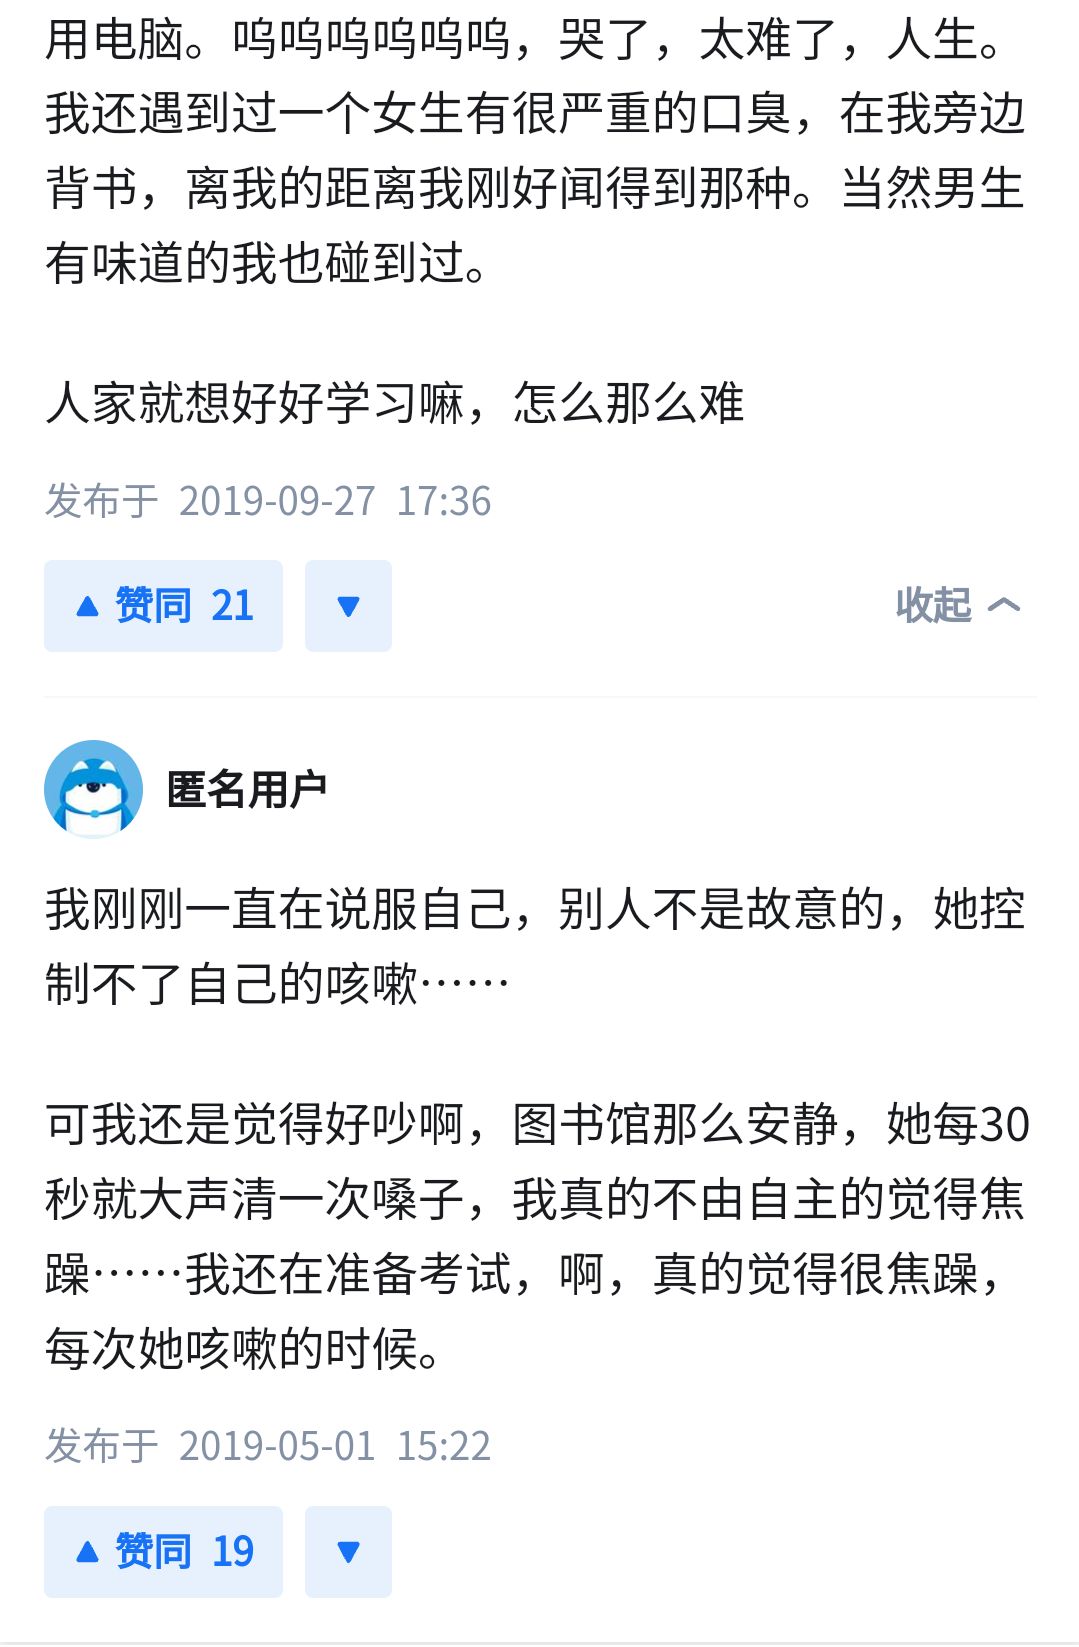 用电脑。呜呜呜呜呜呜，哭了，太难了，人生。
我还遇到过一个女生有很严重的口臭，在我旁边
背书，离我的距离我刚好闻得到那种。当然男生
有味道的我也碰到过。
人家就想好好学习嘛，怎么那么难
发布于 2019-09-27 17:36
赞同 21
收起
匿名用户
我刚刚一直在说服自己，别人不是故意的，她控
制不了自己的咳嗽……
可我还是觉得好吵啊，图书馆那么安静，她每30
秒就大声清一次嗓子，我真的不由自主的觉得焦
躁……我还在准备考试，啊，真的觉得很焦躁，
每次她咳嗽的时候。
发布于 2019-05-01 15:22
赞同 19